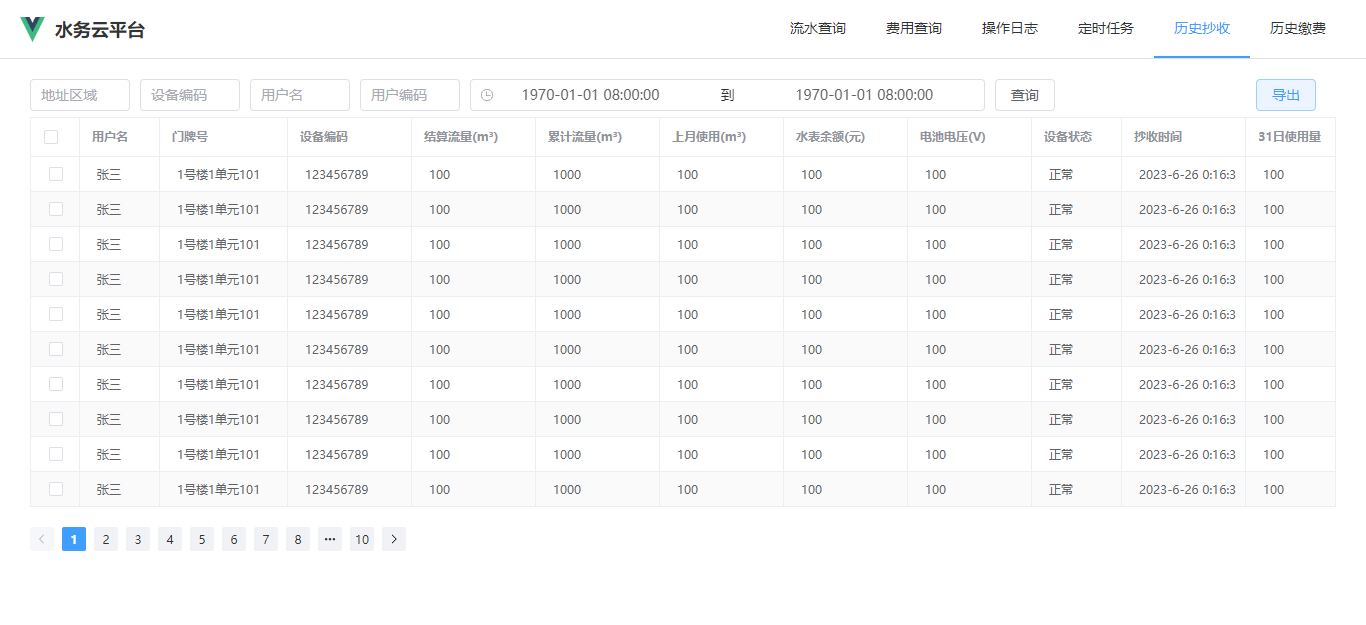 水务云平台 流水查询 费用查询 操作日志 定时任务 历史抄收 历史缴费
地址区域 设备编码 用户名 用户编码 1970-01-01 08:00:00 到 1970-01-01 08:00:00 查询 导出
用户名 门牌号 设备编码 结算流量(m³) 累计流量(m³) 上月使用(m³) 水表余额(元) 电池电压(V) 设备状态 抄收时间 31日使用量
张三 1号楼1单元101 123456789 100 1000 100 100 100 正常 2023-6-26 0:16:3 100
张三 1号楼1单元101 123456789 100 1000 100 100 100 正常 2023-6-26 0:16:3 100
张三 1号楼1单元101 123456789 100 1000 100 100 100 正常 2023-6-26 0:16:3 100
张三 1号楼1单元101 123456789 100 1000 100 100 100 正常 2023-6-26 0:16:3 100
张三 1号楼1单元101 123456789 100 1000 100 100 100 正常 2023-6-26 0:16:3 100
张三 1号楼1单元101 123456789 100 1000 100 100 100 正常 2023-6-26 0:16:3 100
张三 1号楼1单元101 123456789 100 1000 100 100 100 正常 2023-6-26 0:16:3 100
张三 1号楼1单元101 123456789 100 1000 100 100 100 正常 2023-6-26 0:16:3 100
张三 1号楼1单元101 123456789 100 1000 100 100 100 正常 2023-6-26 0:16:3 100
张三 1号楼1单元101 123456789 100 1000 100 100 100 正常 2023-6-26 0:16:3 100
1 2 3 4 5 6 7 8 ··· 10